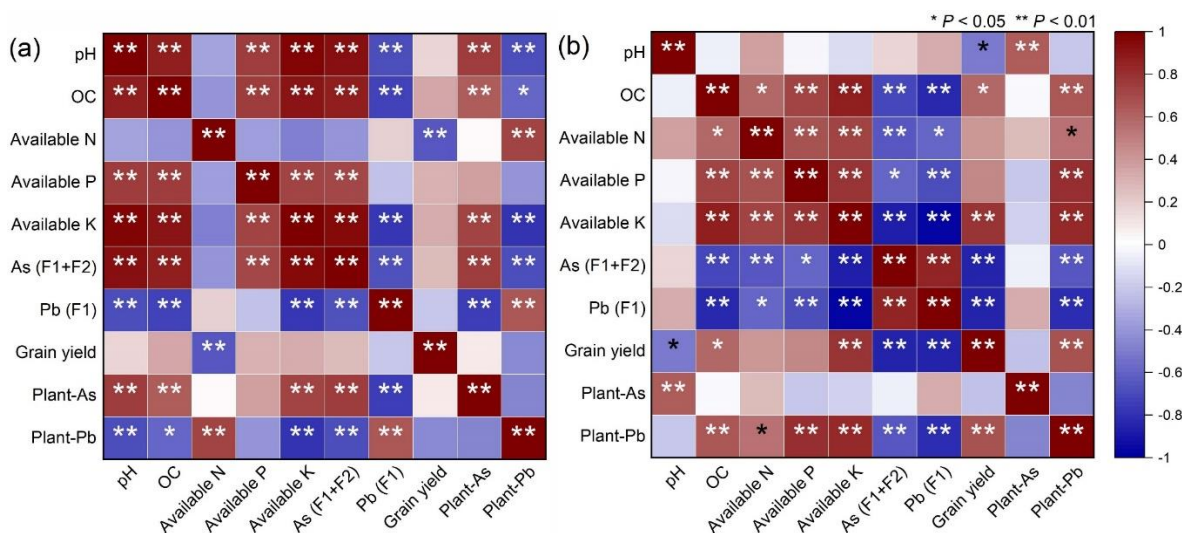 * P < 0.05 ** P < 0.01
(a)
pH ** ** ** ** ** ** ** **
OC ** ** ** ** ** ** ** *
Available N ** ** **
Available P ** ** ** ** **
Available K ** ** ** ** ** ** ** **
As (F1+F2) ** ** ** ** ** ** ** **
Pb (F1) ** ** ** ** ** ** **
Grain yield ** **
Plant-As ** ** ** ** ** **
Plant-Pb ** * ** ** ** ** **
pH OC Available N Available P Available K As (F1+F2) Pb (F1) Grain yield Plant-As Plant-Pb
(b)
pH ** * **
OC ** * ** ** ** ** * **
Available N * ** ** ** ** * *
Available P ** ** ** ** * ** **
Available K ** ** ** ** ** ** ** **
As (F1+F2) ** ** * ** ** ** ** **
Pb (F1) ** * ** ** ** ** ** **
Grain yield * * ** ** ** ** **
Plant-As ** **
Plant-Pb ** * ** ** ** ** ** **
pH OC Available N Available P Available K As (F1+F2) Pb (F1) Grain yield Plant-As Plant-Pb
1
0.8
0.6
0.4
0.2
0
-0.2
-0.4
-0.6
-0.8
-1